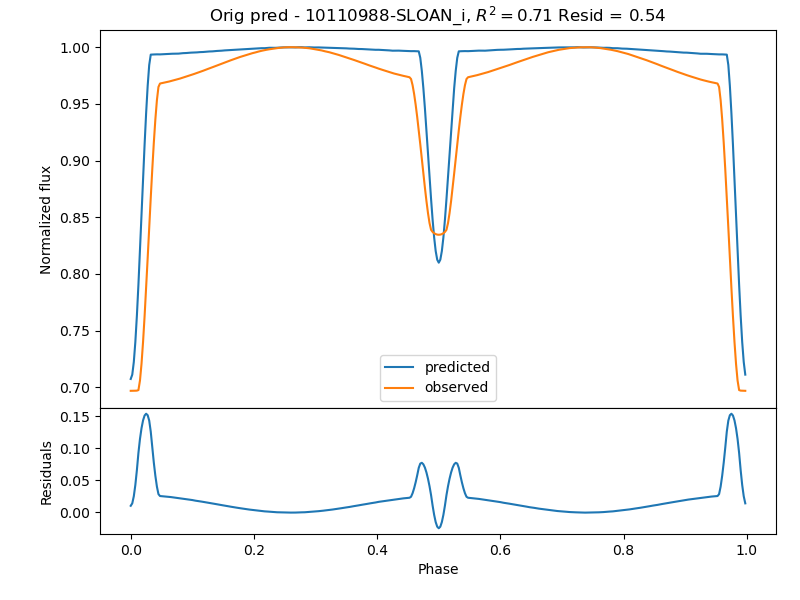 Orig pred - 10110988-SLOAN_i, R² = 0.71 Resid = 0.54
1.00
0.95
0.90
0.85
0.80
0.75
0.70
Normalized flux
predicted
observed
0.15
0.10
0.05
0.00
Residuals
0.0 0.2 0.4 0.6 0.8 1.0
Phase